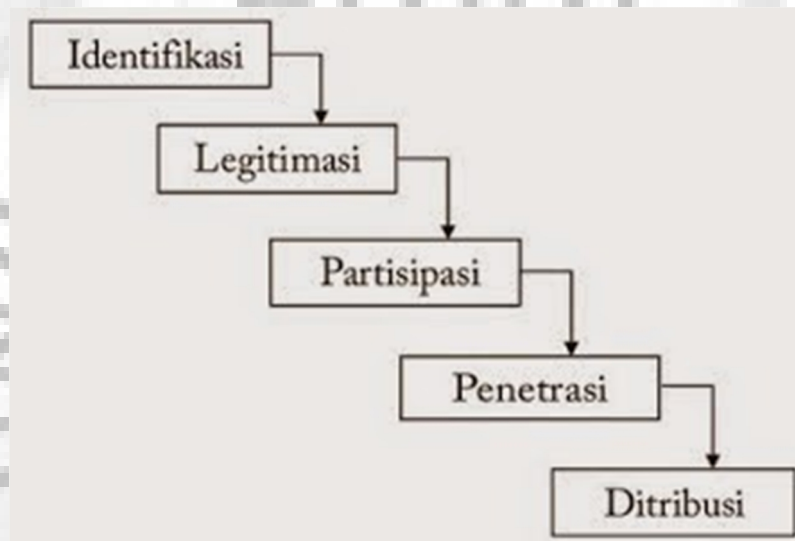 Identifikasi
Legitimasi
Partisipasi
Penetrasi
Ditribusi